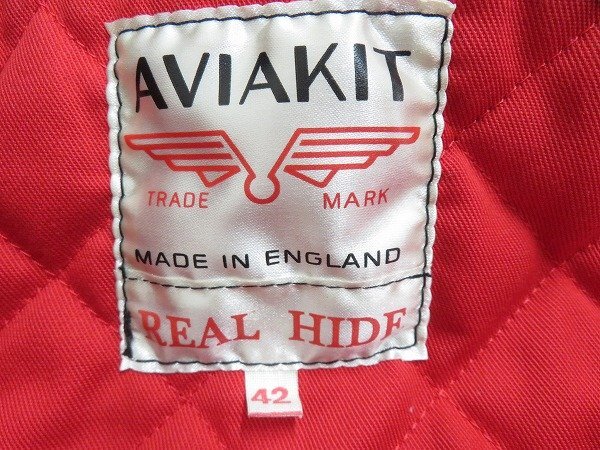 AVIAKIT
TRADE MARK
MADE IN ENGLAND
REAL HIDE
42